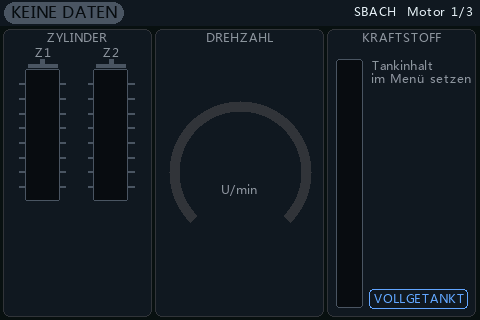 KEINE DATEN
SBACH Motor 1/3
ZYLINDER
Z1 Z2
DREHZAHL
U/min
KRAFTSTOFF
Tankinhalt
im Menü setzen
VOLLGETANKT